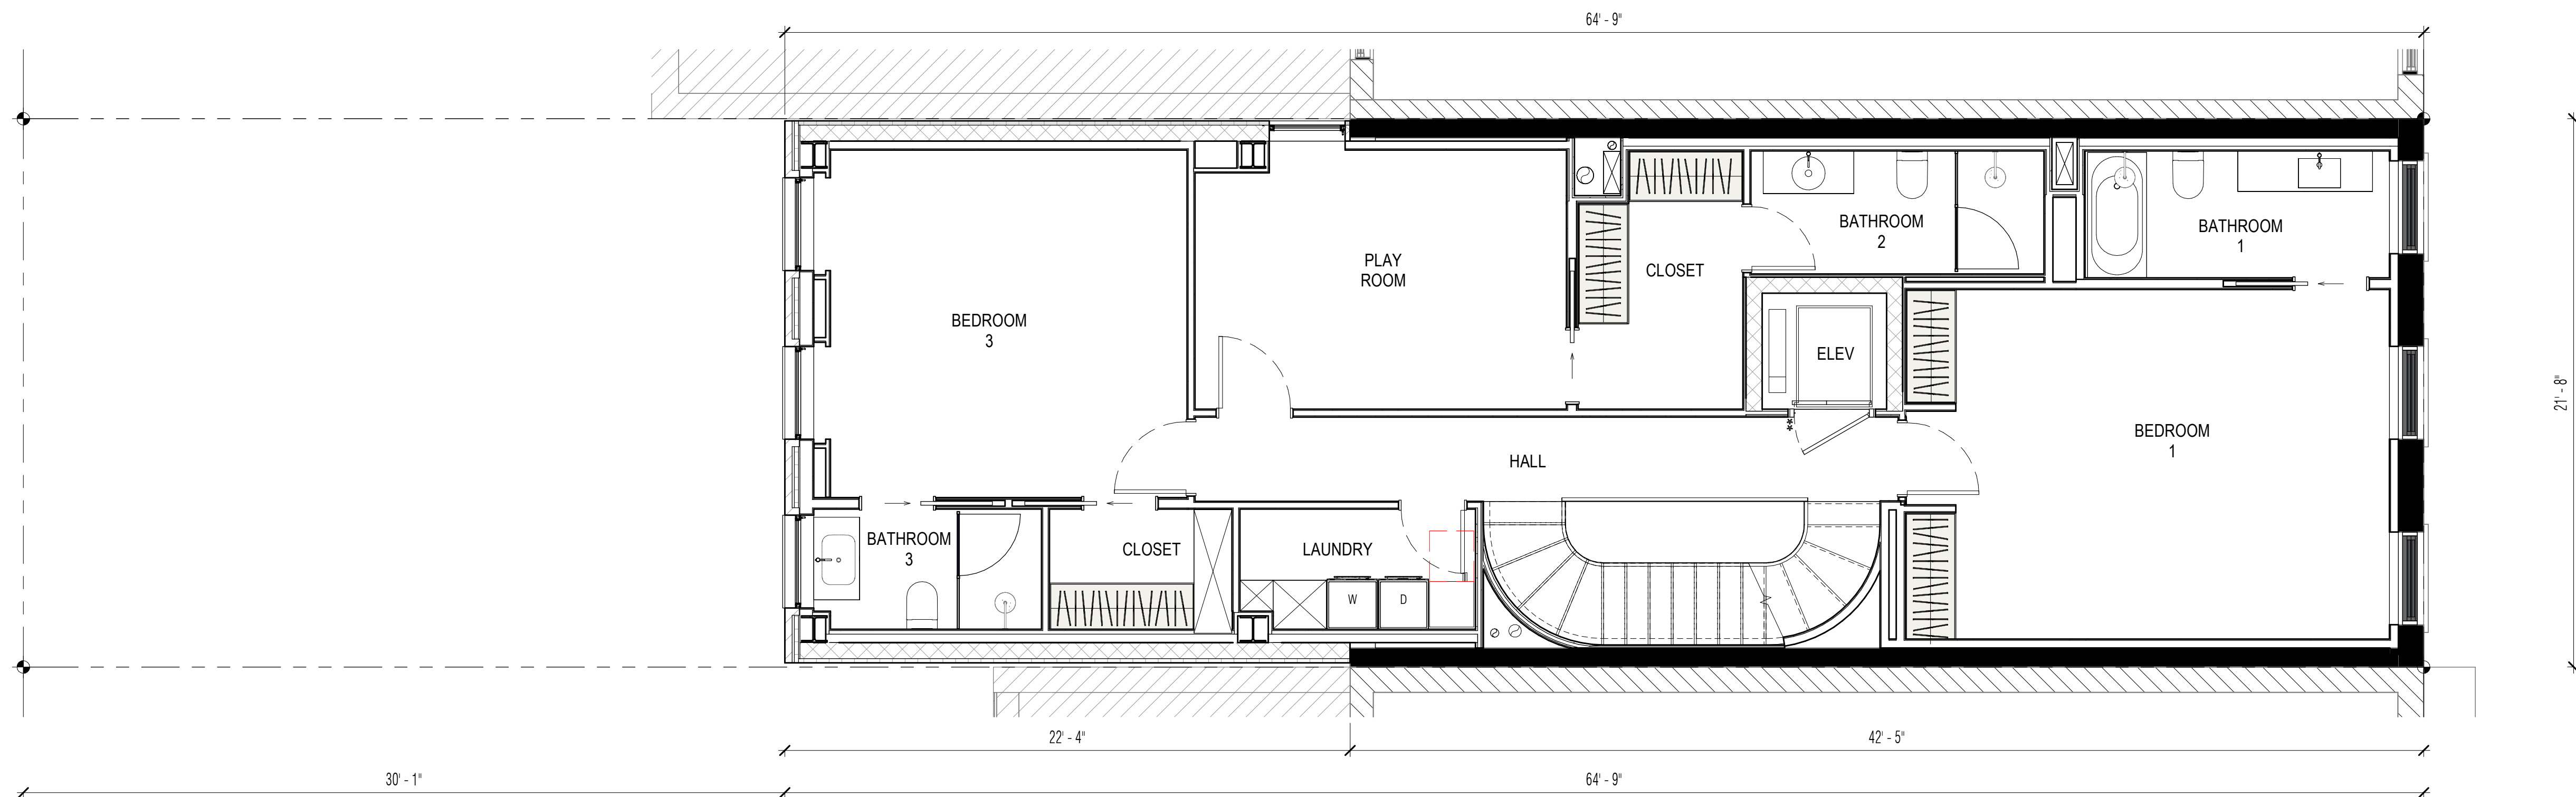 64' - 9"
PLAY
ROOM
BATHROOM
2
BATHROOM
1
CLOSET
BEDROOM
3
ELEV
21' - 8"
BEDROOM
1
HALL
BATHROOM
3
CLOSET
LAUNDRY
W
D
22' - 4"
42' - 5"
30' - 1"
64' - 9"